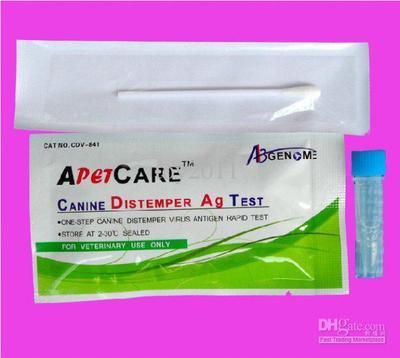 CAT NO. CDV-841
APETCARE™
ABGENOME
2011
CANINE DISTEMPER Ag TEST
•ONE-STEP CANINE DISTEMPER VIRUS ANTIGEN RAPID TEST
•STORE AT 2-30℃ SEALED
FOR VETERINARY USE ONLY
DHgate.com
Fast Trading Marketplace